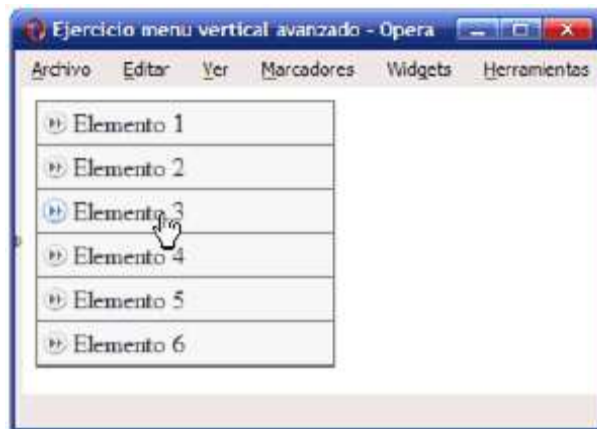 Ejercicio menu vertical avanzado - Opera
Archivo Editar Ver Marcadores Widgets Herramientas
Elemento 1
Elemento 2
Elemento 3
Elemento 4
Elemento 5
Elemento 6